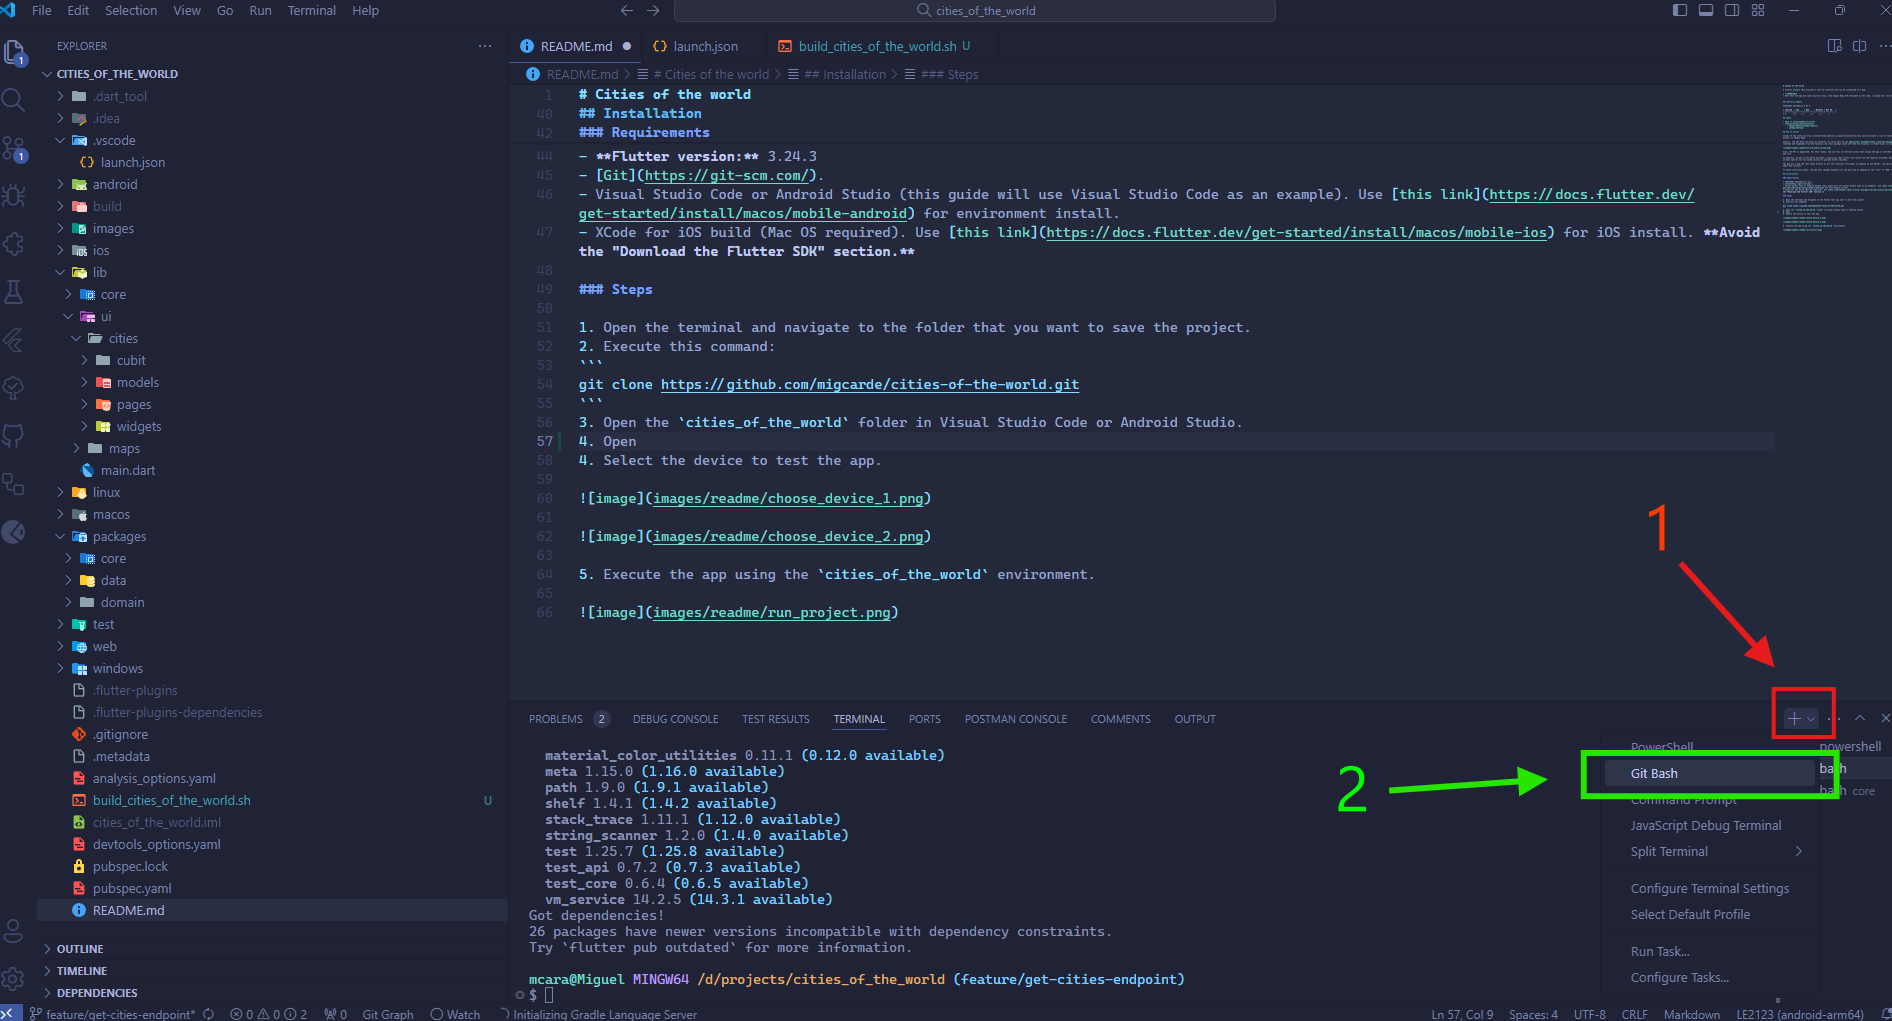 File Edit Selection View Go Run Terminal Help
cities_of_the_world
EXPLORER
CITIES_OF_THE_WORLD
.dart_tool
.idea
.vscode
launch.json
android
build
images
ios
lib
core
ui
cities
cubit
models
pages
widgets
maps
main.dart
linux
macos
packages
core
data
domain
test
web
windows
.flutter-plugins
.flutter-plugins-dependencies
.gitignore
.metadata
analysis_options.yaml
build_cities_of_the_world.sh U
cities_of_the_world.iml
devtools_options.yaml
pubspec.lock
pubspec.yaml
README.md
OUTLINE
TIMELINE
DEPENDENCIES
README.md launch.json build_cities_of_the_world.sh U
README.md > # Cities of the world > ## Installation > ### Steps
1 # Cities of the world
40 ## Installation
42 ### Requirements
44 - **Flutter version:** 3.24.3
45 - [Git](https://git-scm.com/).
46 - Visual Studio Code or Android Studio (this guide will use Visual Studio Code as an example). Use [this link](https://docs.flutter.dev/
get-started/install/macos/mobile-android) for environment install.
47 - XCode for iOS build (Mac OS required). Use [this link](https://docs.flutter.dev/get-started/install/macos/mobile-ios) for iOS install. **Avoid
the "Download the Flutter SDK" section.**
48
49 ### Steps
50
51 1. Open the terminal and navigate to the folder that you want to save the project.
52 2. Execute this command:
53 ```
54 git clone https://github.com/migcarde/cities-of-the-world.git
55 ```
56 3. Open the `cities_of_the_world` folder in Visual Studio Code or Android Studio.
57 4. Open
58 4. Select the device to test the app.
59
60 ![image](images/readme/choose_device_1.png)
61
62 ![image](images/readme/choose_device_2.png)
63
64 5. Execute the app using the `cities_of_the_world` environment.
65
66 ![image](images/readme/run_project.png)
1
PROBLEMS 2 DEBUG CONSOLE TEST RESULTS TERMINAL PORTS POSTMAN CONSOLE COMMENTS OUTPUT
material_color_utilities 0.11.1 (0.12.0 available)
meta 1.15.0 (1.16.0 available)
path 1.9.0 (1.9.1 available)
shelf 1.4.1 (1.4.2 available)
stack_trace 1.11.1 (1.12.0 available)
string_scanner 1.2.0 (1.4.0 available)
test 1.25.7 (1.25.8 available)
test_api 0.7.2 (0.7.3 available)
test_core 0.6.4 (0.6.5 available)
vm_service 14.2.5 (14.3.1 available)
Got dependencies!
26 packages have newer versions incompatible with dependency constraints.
Try `flutter pub outdated` for more information.
mcara@Miguel MINGW64 /d/projects/cities_of_the_world (feature/get-cities-endpoint)
$
2
PowerShell
Git Bash
Command Prompt
JavaScript Debug Terminal
Split Terminal
Configure Terminal Settings
Select Default Profile
Run Task...
Configure Tasks...
powershell
bash
bash core
feature/get-cities-endpoint* 0 0 2 0 Git Graph Watch Initializing Gradle Language Server Ln 57, Col 9 Spaces: 4 UTF-8 CRLF Markdown LE2123 (android-arm64)